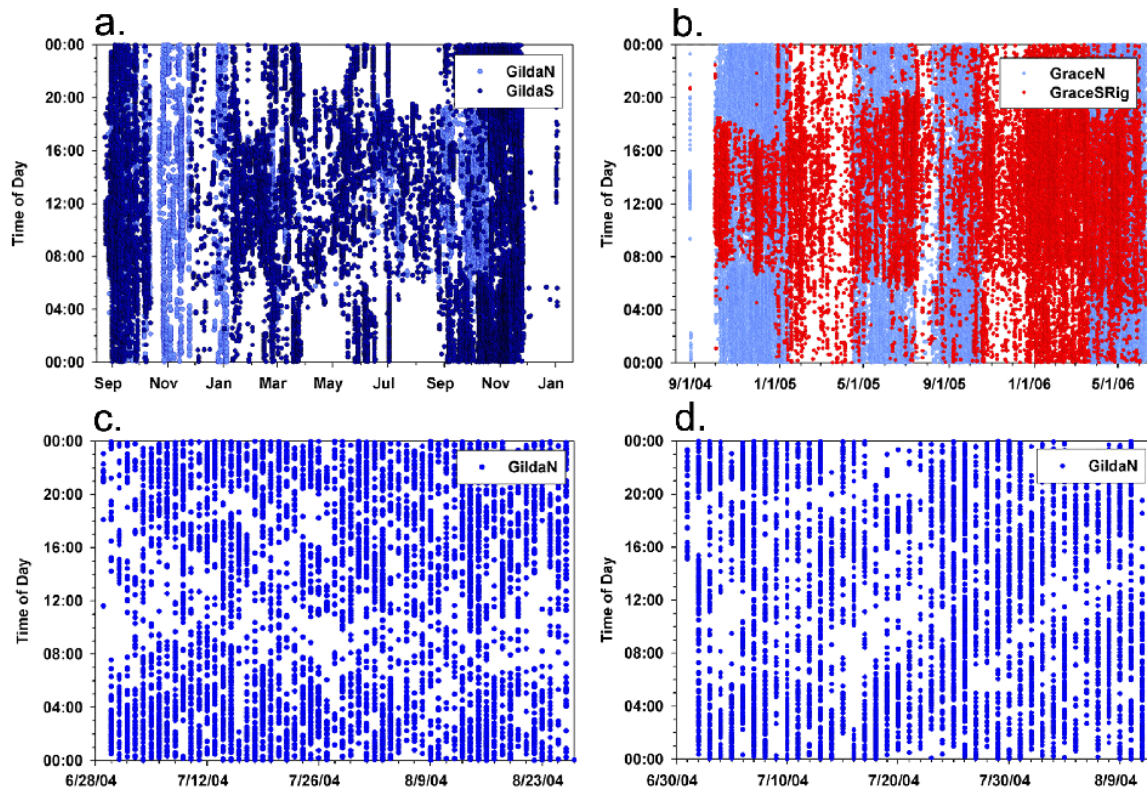 a.
00:00
20:00
16:00
12:00
08:00
04:00
00:00
Time of Day
GildaN
GildaS
Sep Nov Jan Mar May Jul Sep Nov Jan
b.
00:00
20:00
16:00
12:00
08:00
04:00
00:00
Time of Day
GraceN
GraceSRig
9/1/04 1/1/05 5/1/05 9/1/05 1/1/06 5/1/06
c.
00:00
20:00
16:00
12:00
08:00
04:00
00:00
Time of Day
GildaN
6/28/04 7/12/04 7/26/04 8/9/04 8/23/04
d.
00:00
20:00
16:00
12:00
08:00
04:00
00:00
Time of Day
GildaN
6/30/04 7/10/04 7/20/04 7/30/04 8/9/04